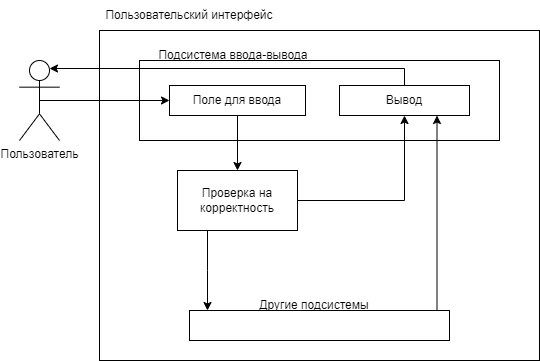 Пользовательский интерфейс
Подсистема ввода-вывода
Поле для ввода
Вывод
Пользователь
Проверка на
корректность
Другие подсистемы